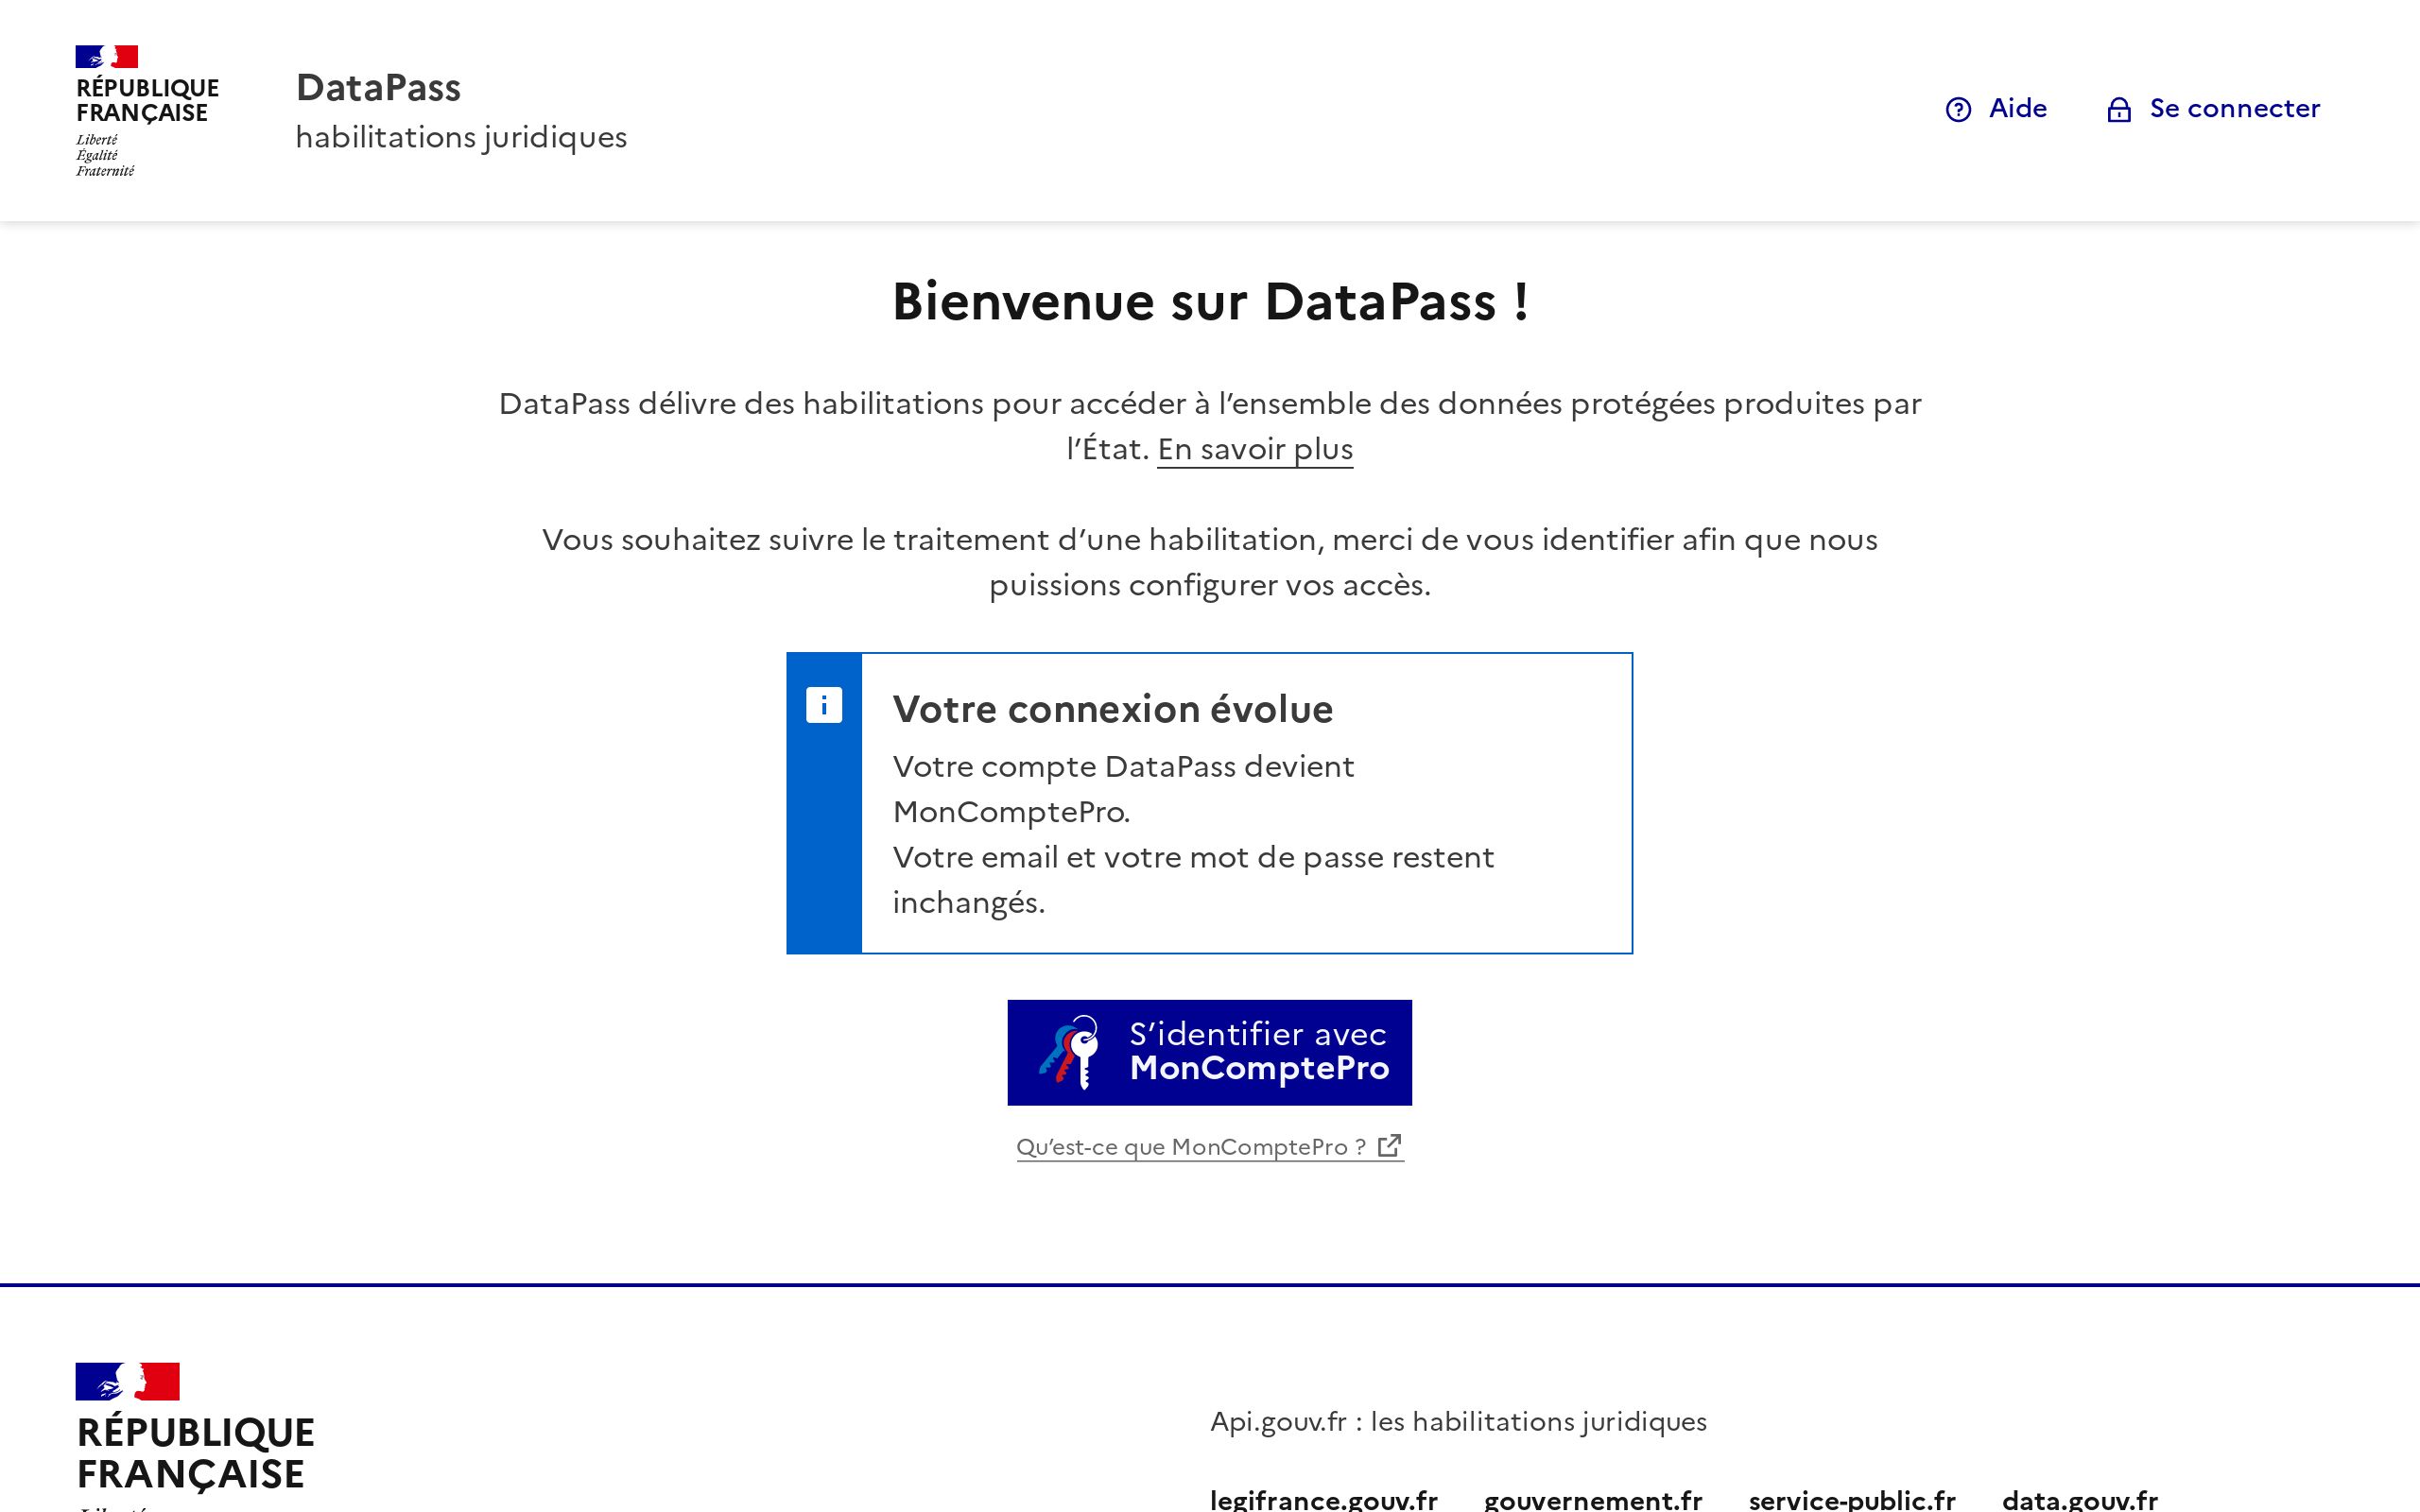 RÉPUBLIQUE
FRANÇAISE
Liberté
Égalité
Fraternité
DataPass
habilitations juridiques
Aide
Se connecter
Bienvenue sur DataPass !
DataPass délivre des habilitations pour accéder à l’ensemble des données protégées produites par
l’État. En savoir plus
Vous souhaitez suivre le traitement d’une habilitation, merci de vous identifier afin que nous
puissions configurer vos accès.
Votre connexion évolue
Votre compte DataPass devient
MonComptePro.
Votre email et votre mot de passe restent
inchangés.
S’identifier avec
MonComptePro
Qu’est-ce que MonComptePro ?
RÉPUBLIQUE
FRANÇAISE
Liberté
Api.gouv.fr : les habilitations juridiques
legifrance.gouv.fr gouvernement.fr service-public.fr data.gouv.fr